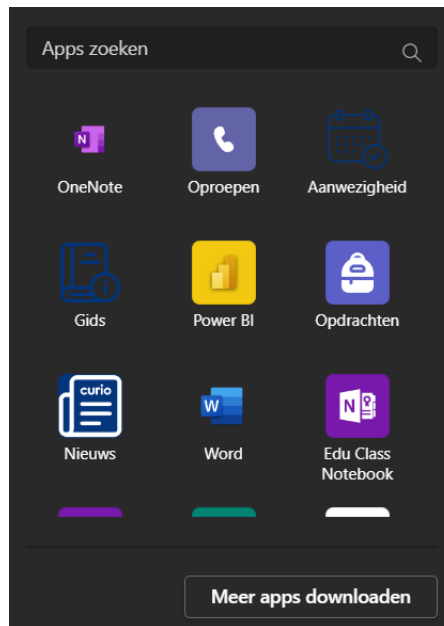 Apps zoeken
N
OneNote
Oproepen
Aanwezigheid
Gids
Power BI
Opdrachten
curio
Nieuws
W
Word
N
Edu Class
Notebook
Meer apps downloaden